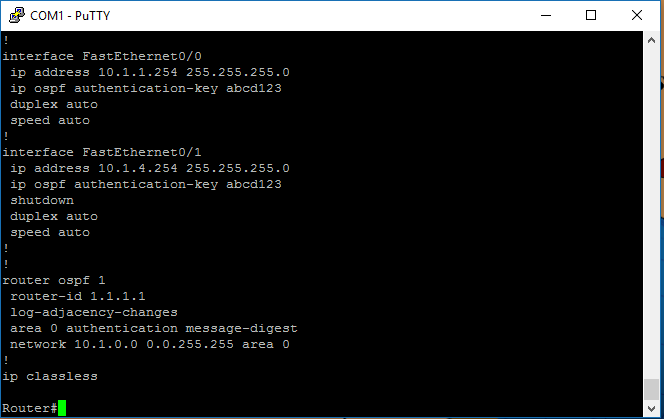 COM1 - PuTTY
!
interface FastEthernet0/0
 ip address 10.1.1.254 255.255.255.0
 ip ospf authentication-key abcd123
 duplex auto
 speed auto
!
interface FastEthernet0/1
 ip address 10.1.4.254 255.255.255.0
 ip ospf authentication-key abcd123
 shutdown
 duplex auto
 speed auto
!
!
router ospf 1
 router-id 1.1.1.1
 log-adjacency-changes
 area 0 authentication message-digest
 network 10.1.0.0 0.0.255.255 area 0
!
ip classless
Router#